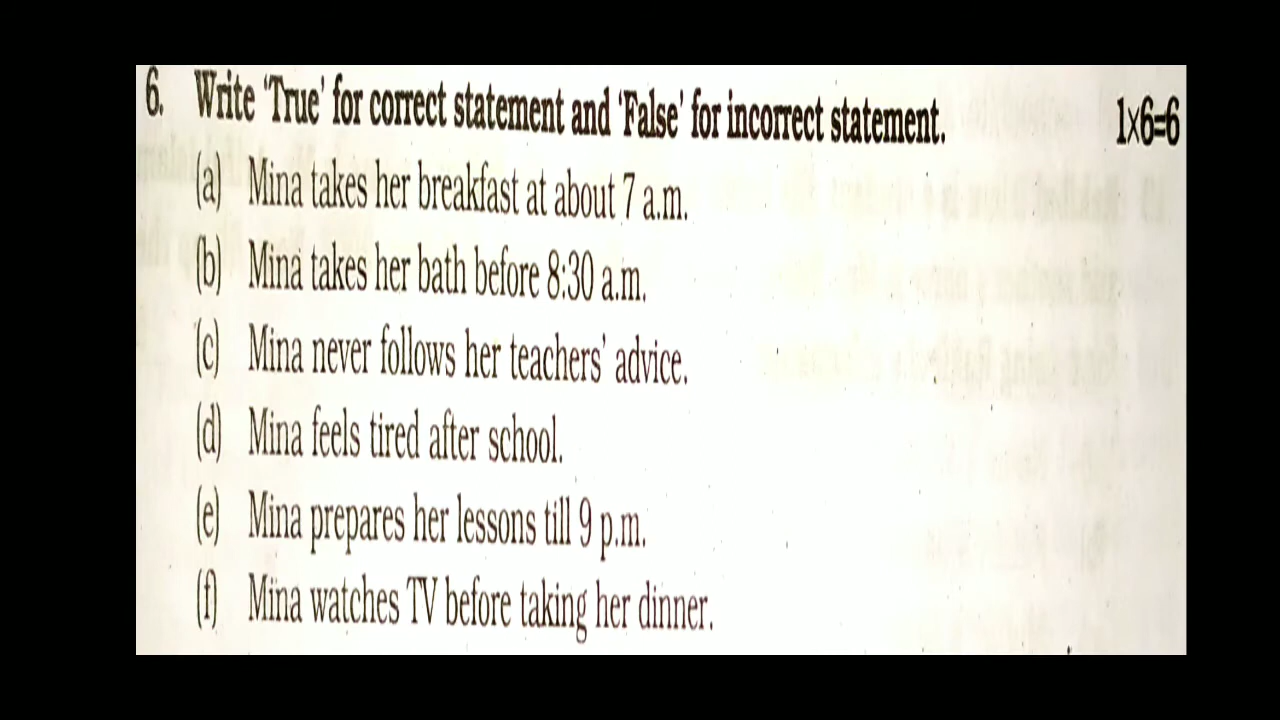 6. Write 'True' for correct statement and 'False' for incorrect statement. 1×6=6
(a) Mina takes her breakfast at about 7 a.m.
(b) Mina takes her bath before 8:30 a.m.
(c) Mina never follows her teachers' advice.
(d) Mina feels tired after school.
(e) Mina prepares her lessons till 9 p.m.
(f) Mina watches TV before taking her dinner.